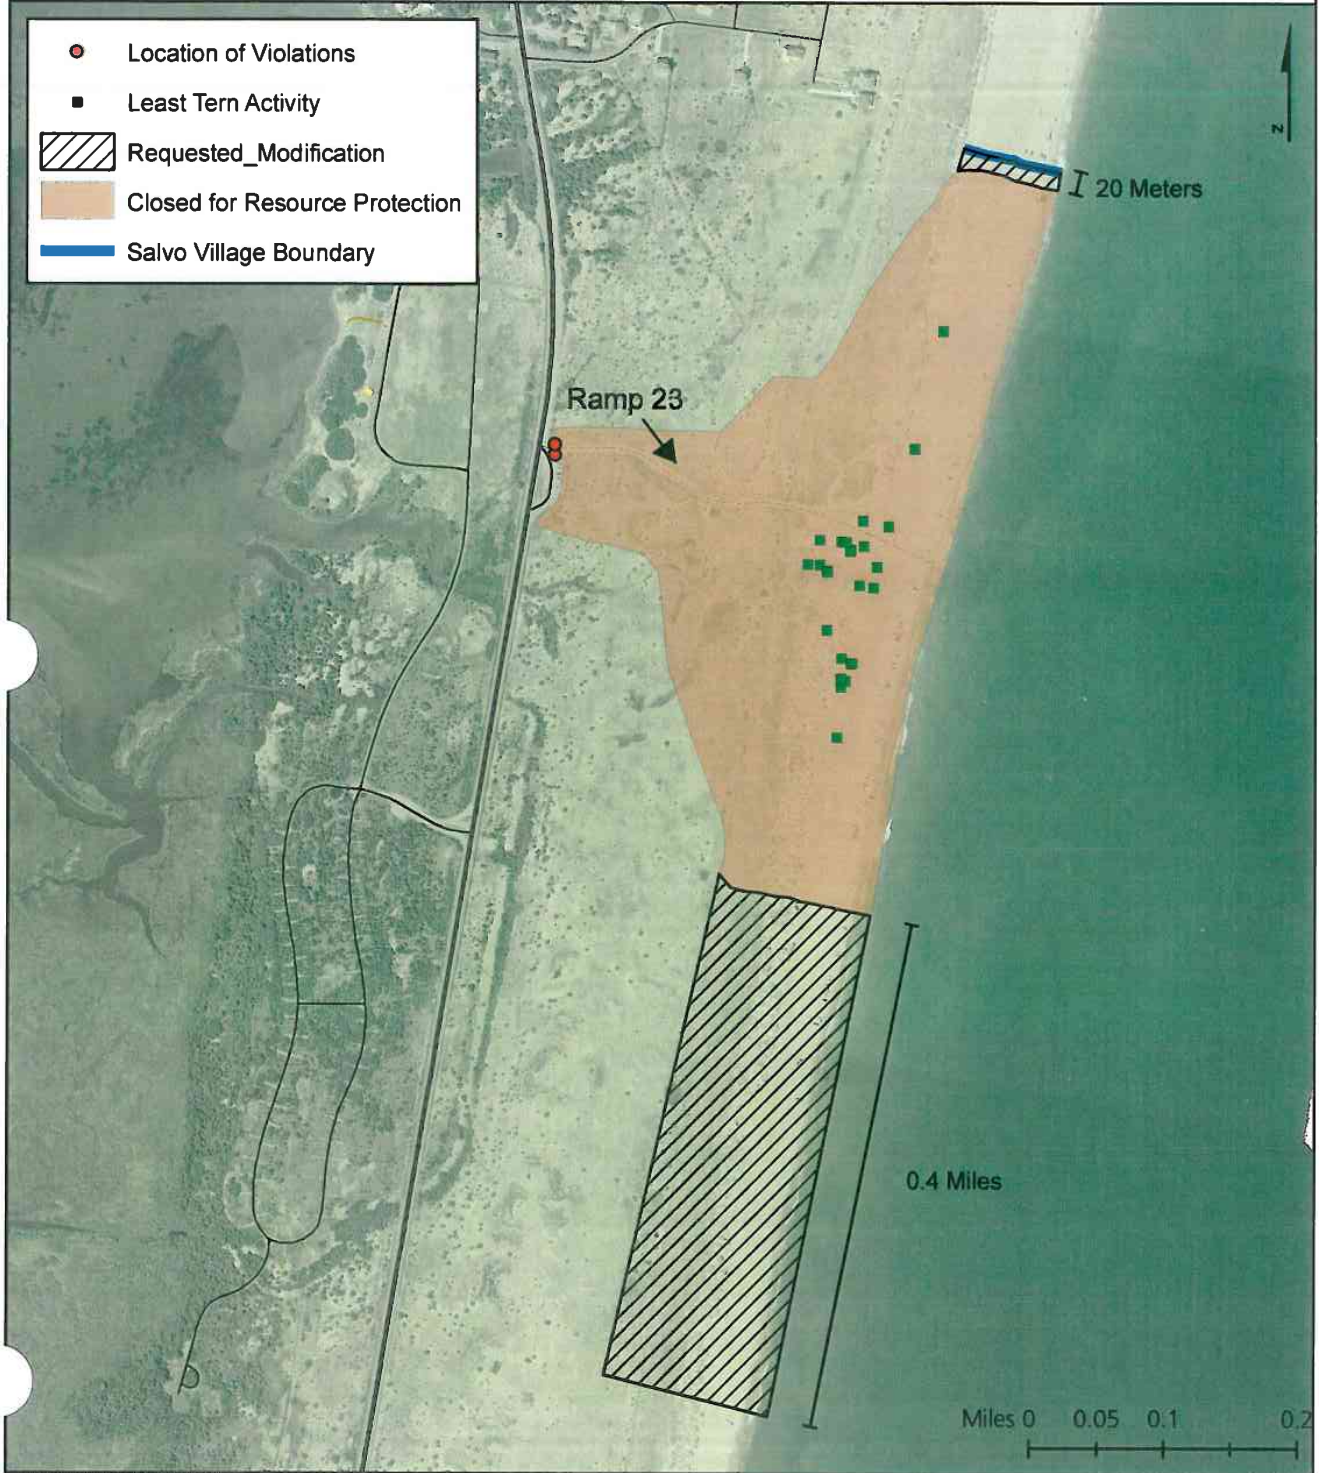 Location of Violations
Least Tern Activity
Requested_Modification
Closed for Resource Protection
Salvo Village Boundary
N
20 Meters
Ramp 23
0.4 Miles
Miles 0 0.05 0.1 0.2